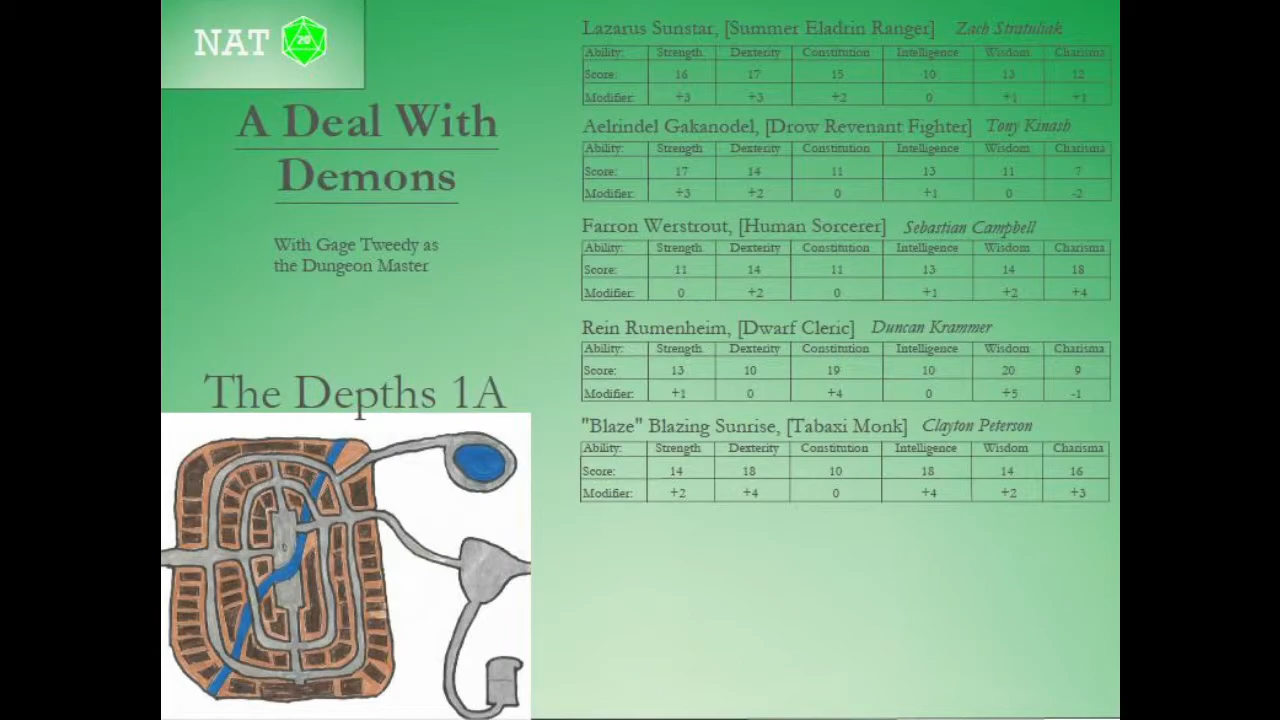 NAT 20
A Deal With
Demons
With Gage Tweedy as
the Dungeon Master
The Depths 1A
Lazarus Sunstar, [Summer Eladrin Ranger] Zach Stratuliak
Ability: Strength Dexterity Constitution Intelligence Wisdom Charisma
Score: 16 17 15 10 13 12
Modifier: +3 +3 +2 0 +1 +1
Aelrindel Gakanodel, [Drow Revenant Fighter] Tony Kinash
Ability: Strength Dexterity Constitution Intelligence Wisdom Charisma
Score: 17 14 11 13 11 7
Modifier: +3 +2 0 +1 0 -2
Farron Werstrout, [Human Sorcerer] Sebastian Campbell
Ability: Strength Dexterity Constitution Intelligence Wisdom Charisma
Score: 11 14 11 13 14 18
Modifier: 0 +2 0 +1 +2 +4
Rein Rumenheim, [Dwarf Cleric] Duncan Krammer
Ability: Strength Dexterity Constitution Intelligence Wisdom Charisma
Score: 13 10 19 10 20 9
Modifier: +1 0 +4 0 +5 -1
"Blaze" Blazing Sunrise, [Tabaxi Monk] Clayton Peterson
Ability: Strength Dexterity Constitution Intelligence Wisdom Charisma
Score: 14 18 10 18 14 16
Modifier: +2 +4 0 +4 +2 +3